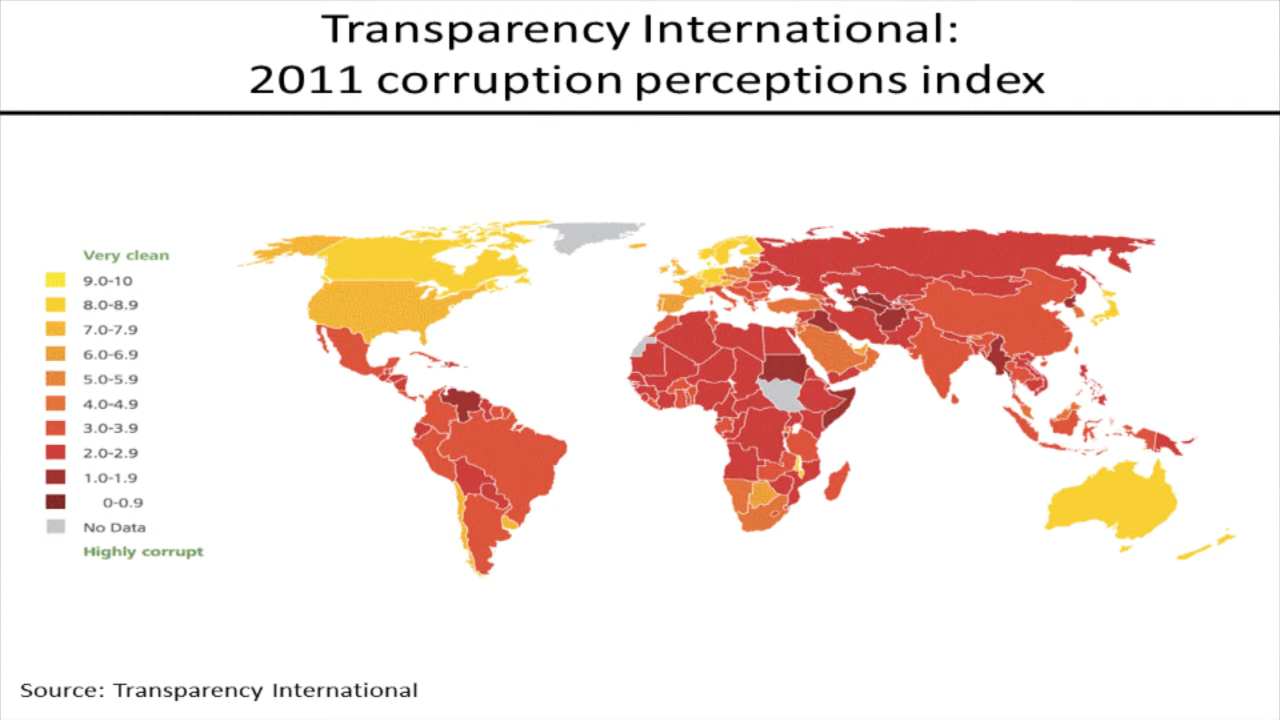 Transparency International:
2011 corruption perceptions index
Very clean
9.0-10
8.0-8.9
7.0-7.9
6.0-6.9
5.0-5.9
4.0-4.9
3.0-3.9
2.0-2.9
1.0-1.9
0-0.9
No Data
Highly corrupt
Source: Transparency International